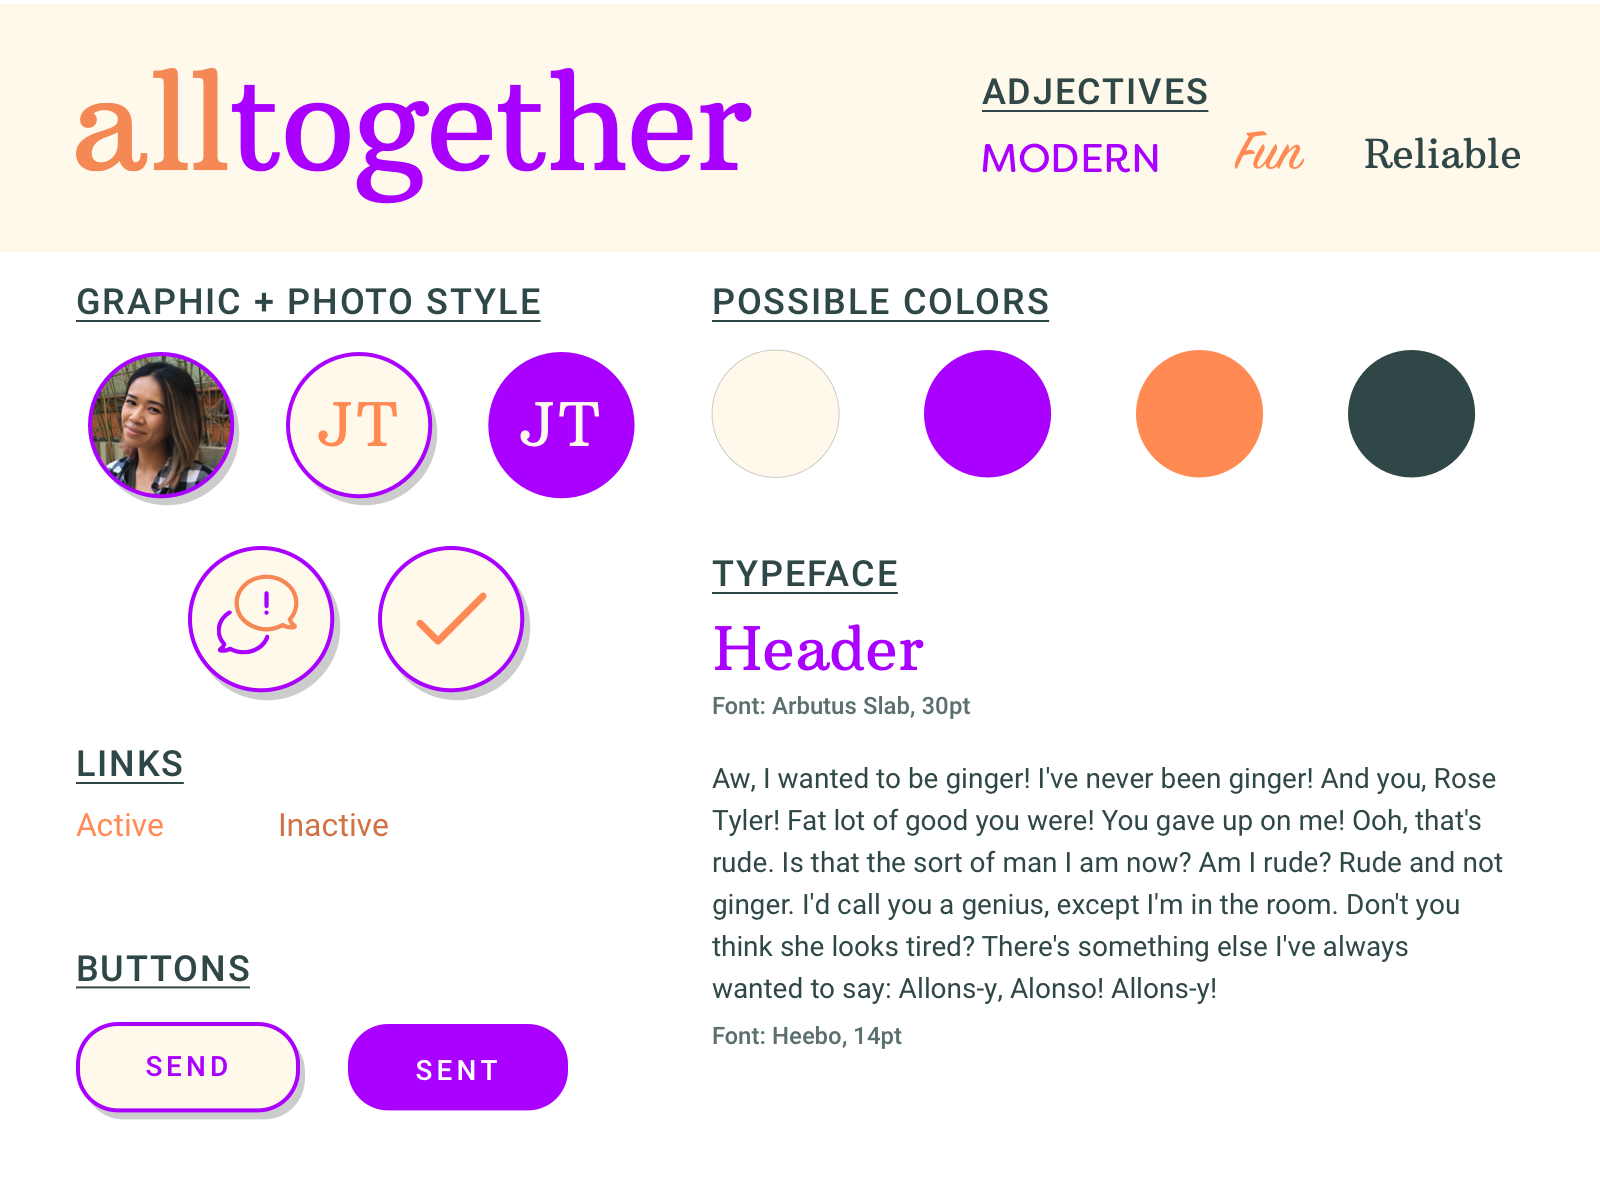 alltogether
ADJECTIVES
MODERN Fun Reliable
GRAPHIC + PHOTO STYLE
JT JT
!
LINKS
Active Inactive
BUTTONS
SEND SENT
POSSIBLE COLORS
TYPEFACE
Header
Font: Arbutus Slab, 30pt
Aw, I wanted to be ginger! I've never been ginger! And you, Rose
Tyler! Fat lot of good you were! You gave up on me! Ooh, that's
rude. Is that the sort of man I am now? Am I rude? Rude and not
ginger. I'd call you a genius, except I'm in the room. Don't you
think she looks tired? There's something else I've always
wanted to say: Allons-y, Alonso! Allons-y!
Font: Heebo, 14pt